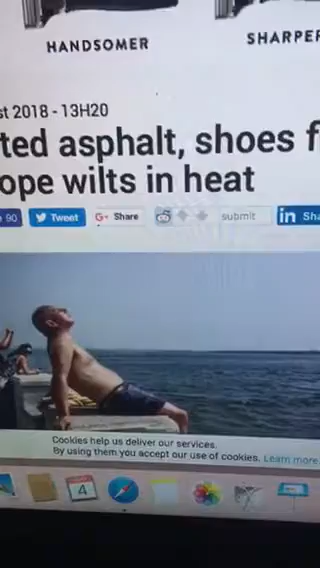 HANDSOMER
SHARPER
st 2018 - 13H20
ted asphalt, shoes f
ope wilts in heat
90
Tweet
G+ Share
submit
in Sha
Cookies help us deliver our services.
By using them you accept our use of cookies. Learn more
4